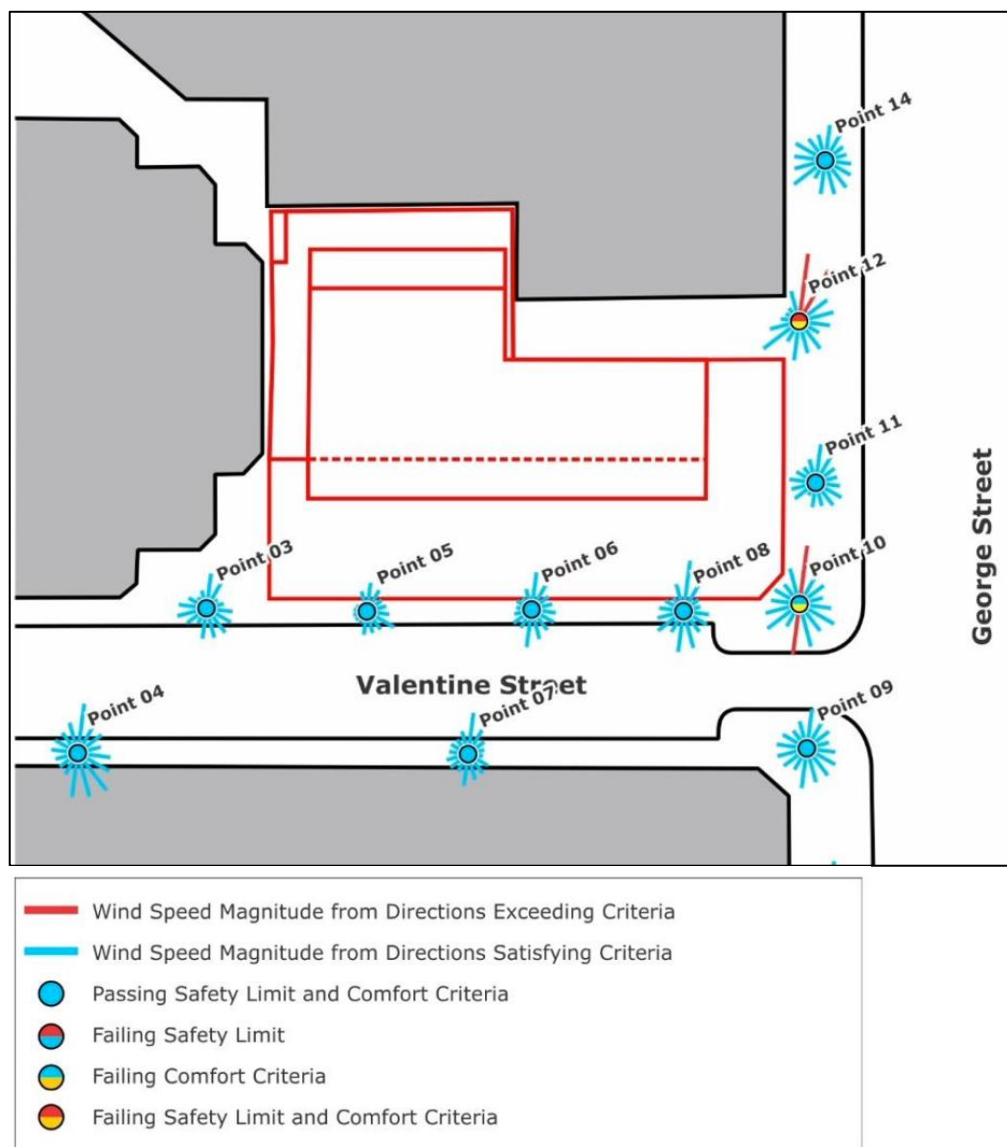 Point 14
Point 12
Point 11
Point 03
Point 05
Point 06
Point 08
Point 10
George Street
Valentine Street
Point 04
Point 07
Point 09
Wind Speed Magnitude from Directions Exceeding Criteria
Wind Speed Magnitude from Directions Satisfying Criteria
Passing Safety Limit and Comfort Criteria
Failing Safety Limit
Failing Comfort Criteria
Failing Safety Limit and Comfort Criteria